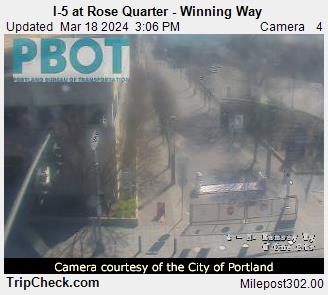 I-5 at Rose Quarter - Winning Way
Updated Mar 18 2024 3:06 PM Camera 4
PBOT
PORTLAND BUREAU OF TRANSPORTATION
Camera courtesy of the City of Portland
TripCheck.com Milepost302.00